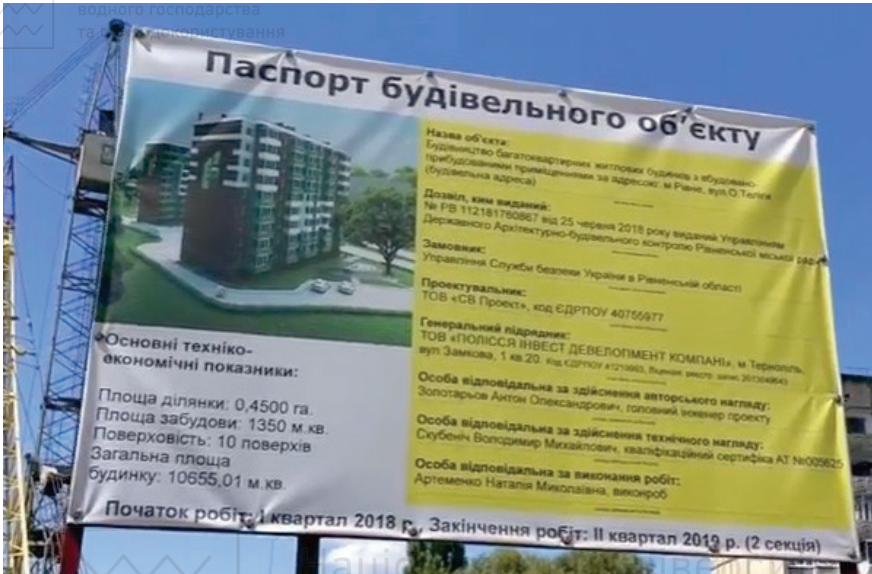 водного господарства
та природокористування
Паспорт будівельного об'єкту
Назва об'єкта:
Будівництво багатоквартирних житлових будинків з вбудовано-
прибудованими приміщеннями за адресою: м Рівне, вул.О.Теліги
(будівельна адреса)
Дозвіл, ким виданий:
№ РВ 112181760867 від 25 червня 2018 року виданий Управлінням
Державного Архітектурно-будівельного контролю Рівненської міської ради
Замовник:
Управління Служби безпеки України в Рівненській області
Проектувальник:
ТОВ «СВ Проект», код ЄДРПОУ 40755977
Генеральний підрядник:
ТОВ «ПОЛІССЯ ІНВЕСТ ДЕВЕЛОПМЕНТ КОМПАНІ», м Тернопіль,
вул Замкова, 1 кв.20. Код ЄДРПОУ
Особа відповідальна за здійснення авторського нагляду:
Золотарьов Антон Олександрович, головний інженер проекту
Особа відповідальна за здійснення технічного нагляду:
Скубеніч Володимир Михайлович, кваліфікаційний сертифіка АТ №005625
Особа відповідальна за виконання робіт:
Артеменко Наталія Миколаївна, виконроб
Основні техніко-
економічні показники:
Площа ділянки: 0,4500 га.
Площа забудови: 1350 м.кв.
Поверховість: 10 поверхів
Загальна площа
будинку: 10655,01 м.кв.
Початок робіт: І квартал 2018 р., Закінчення робіт: ІІ квартал 2019 р. (2 секція)